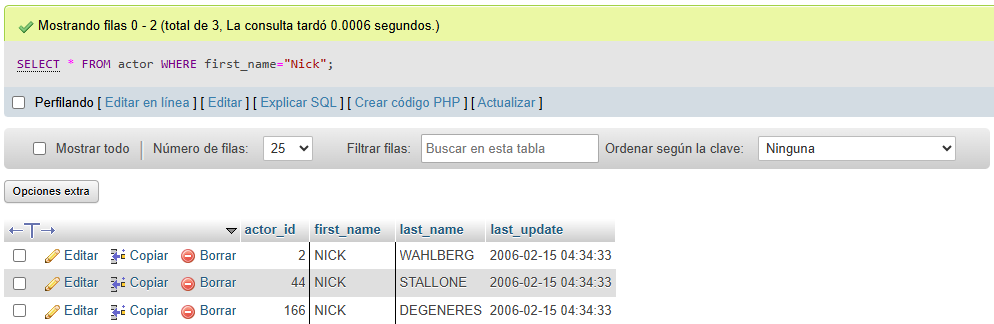 Mostrando filas 0 - 2 (total de 3, La consulta tardó 0.0006 segundos.)
SELECT * FROM actor WHERE first_name="Nick";
Perfilando [ Editar en línea ] [ Editar ] [ Explicar SQL ] [ Crear código PHP ] [ Actualizar ]
Mostrar todo | Número de filas: 25 Filtrar filas: Buscar en esta tabla Ordenar según la clave: Ninguna
Opciones extra
actor_id first_name last_name last_update
Editar Copiar Borrar 2 NICK WAHLBERG 2006-02-15 04:34:33
Editar Copiar Borrar 44 NICK STALLONE 2006-02-15 04:34:33
Editar Copiar Borrar 166 NICK DEGENERES 2006-02-15 04:34:33